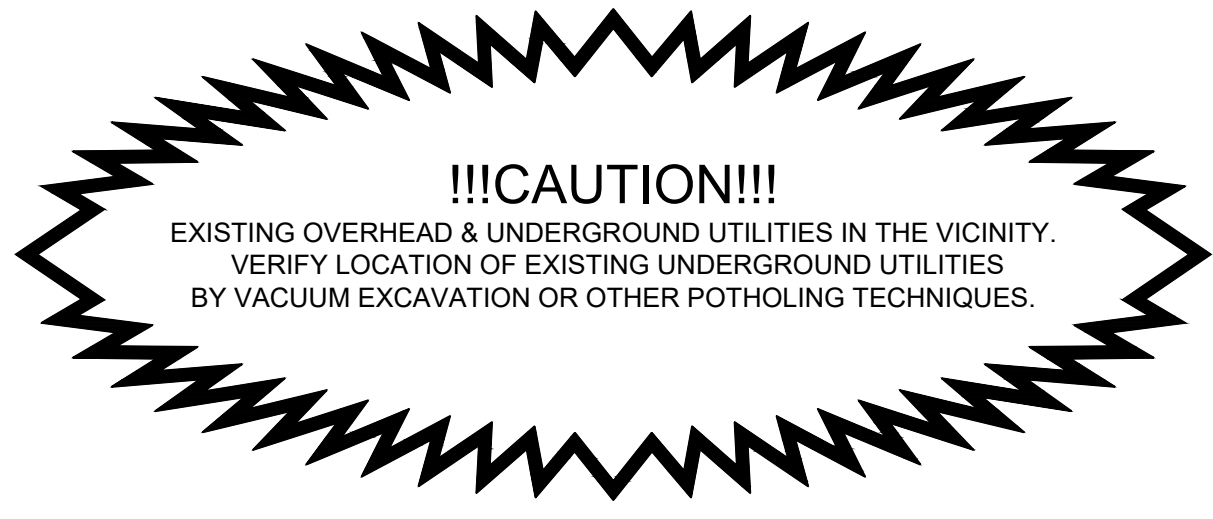 !!!CAUTION!!!
EXISTING OVERHEAD & UNDERGROUND UTILITIES IN THE VICINITY.
VERIFY LOCATION OF EXISTING UNDERGROUND UTILITIES
BY VACUUM EXCAVATION OR OTHER POTHOLING TECHNIQUES.